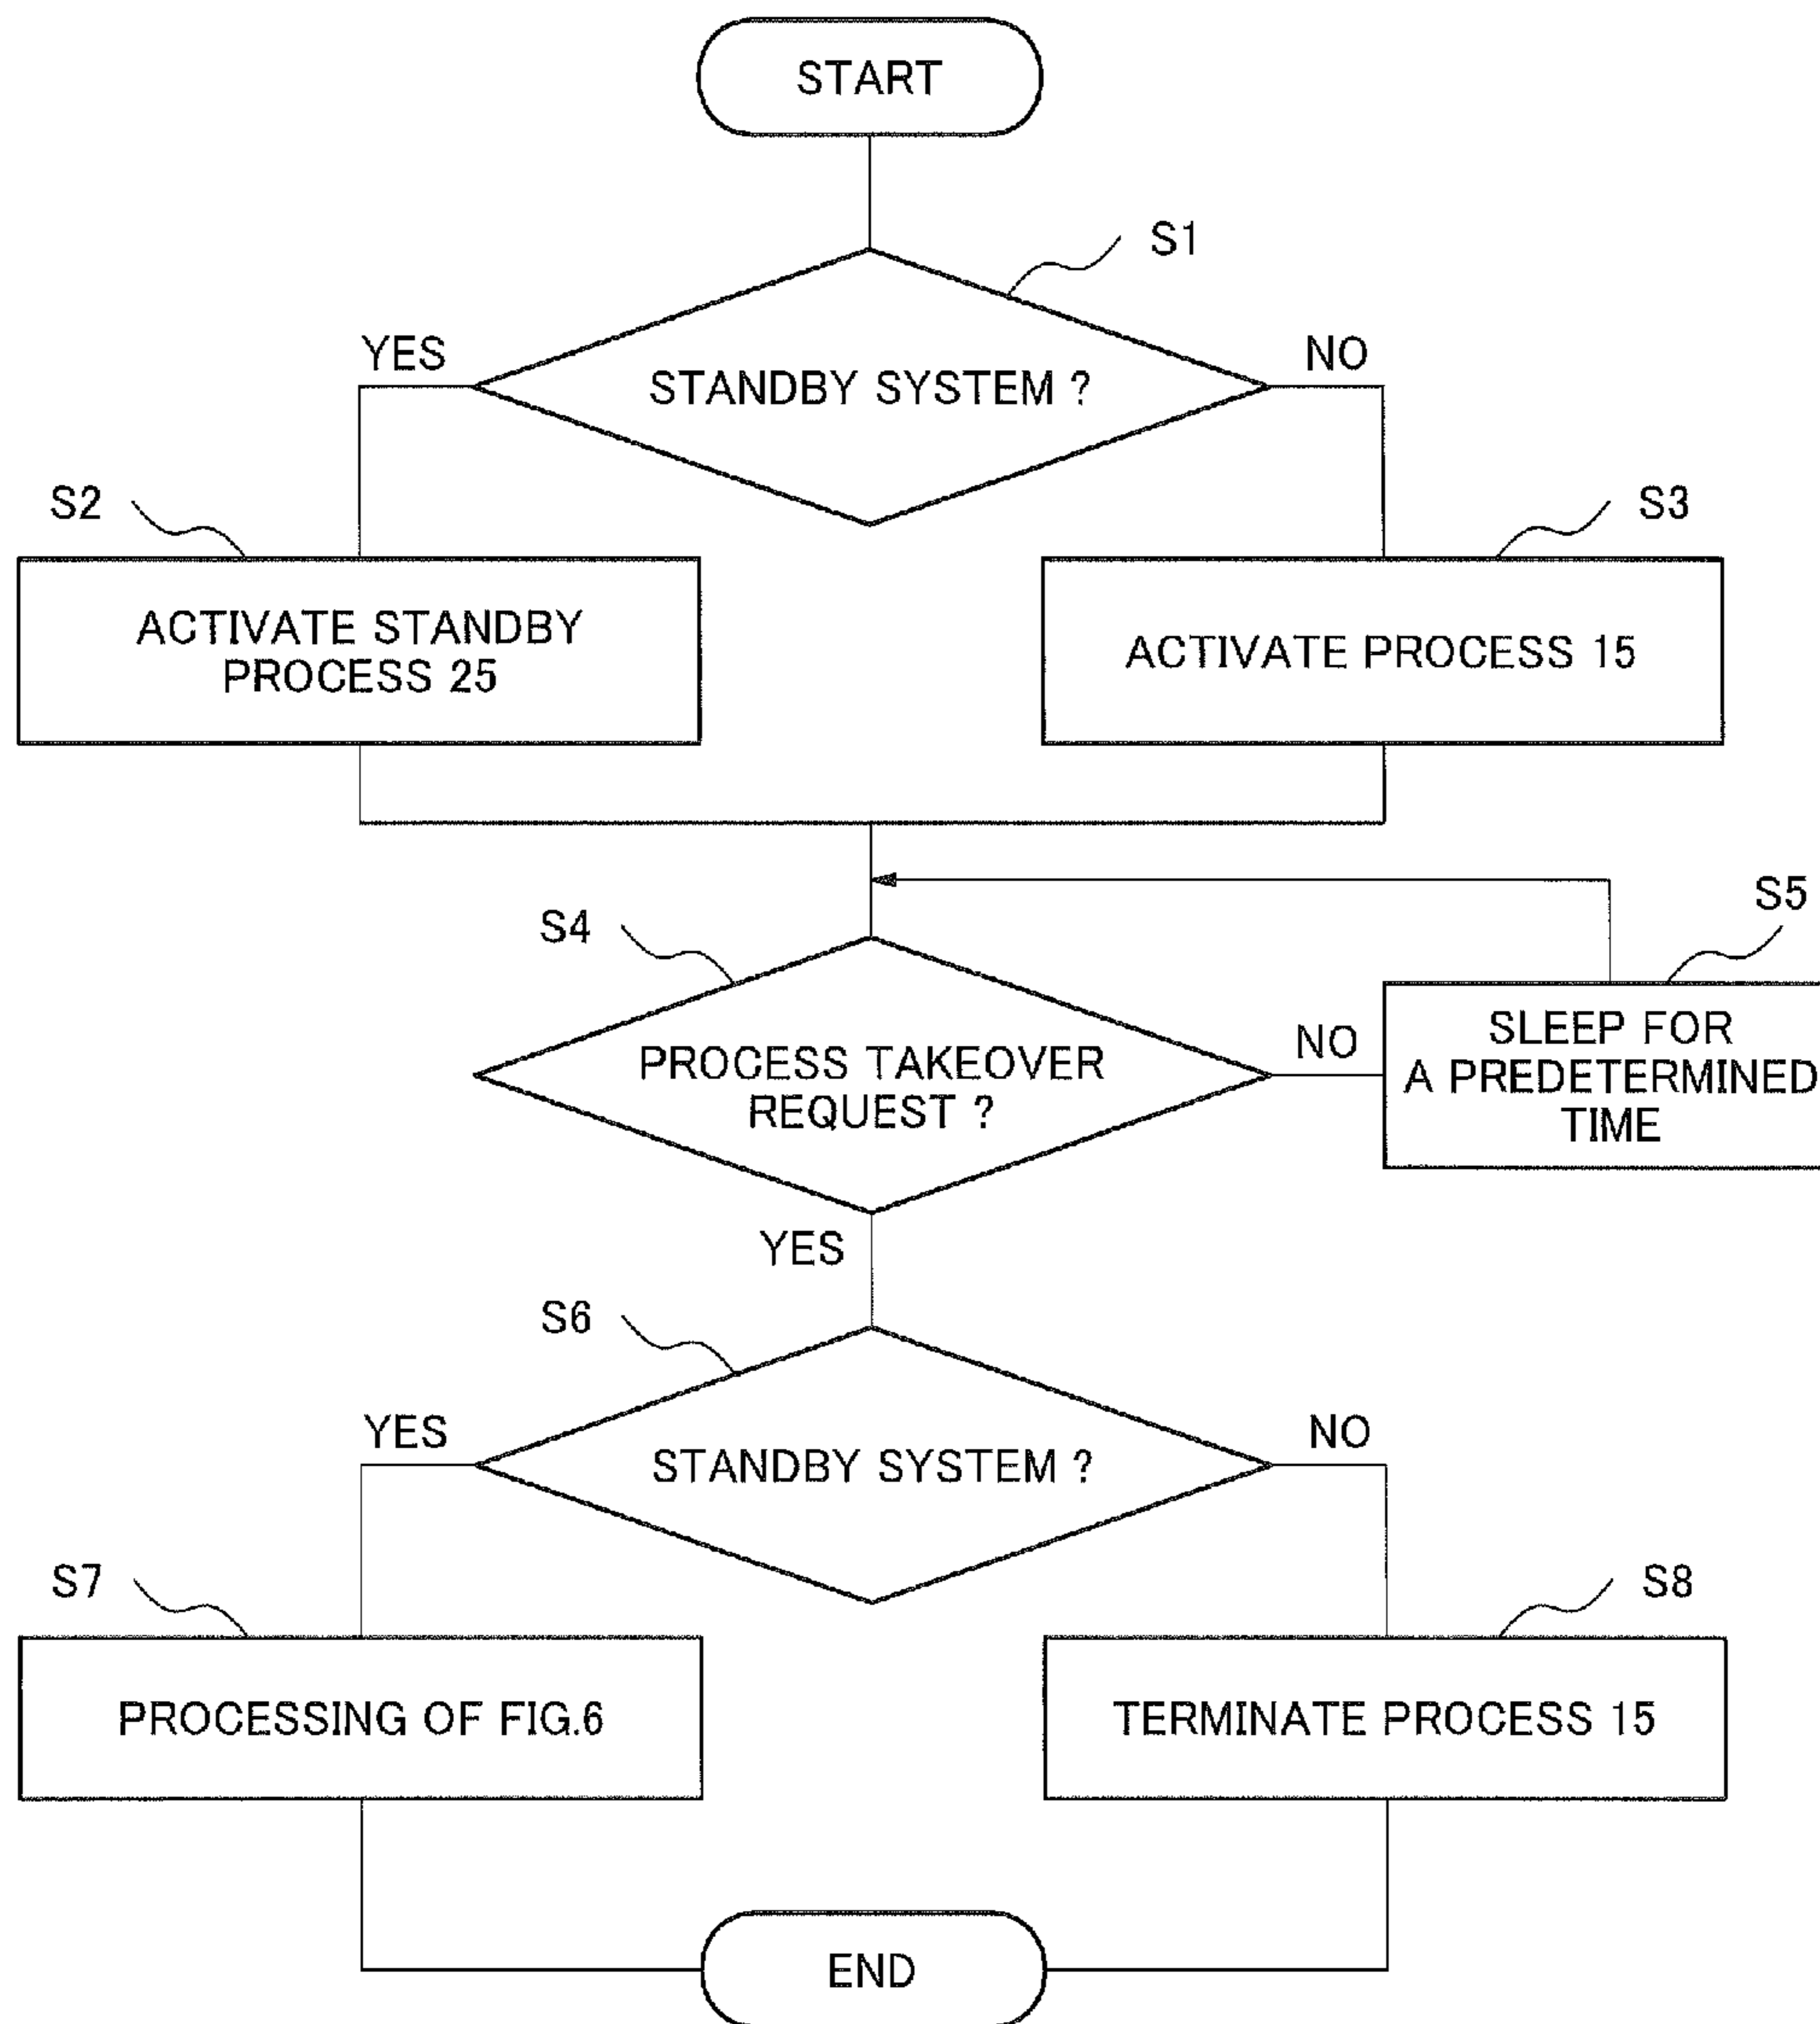 START
S1
YES
NO
STANDBY SYSTEM ?
S2
S3
ACTIVATE STANDBY
PROCESS 25
ACTIVATE PROCESS 15
S4
S5
PROCESS TAKEOVER
REQUEST ?
NO
SLEEP FOR
A PREDETERMINED
TIME
YES
S6
YES
NO
STANDBY SYSTEM ?
S7
S8
PROCESSING OF FIG.6
TERMINATE PROCESS 15
END